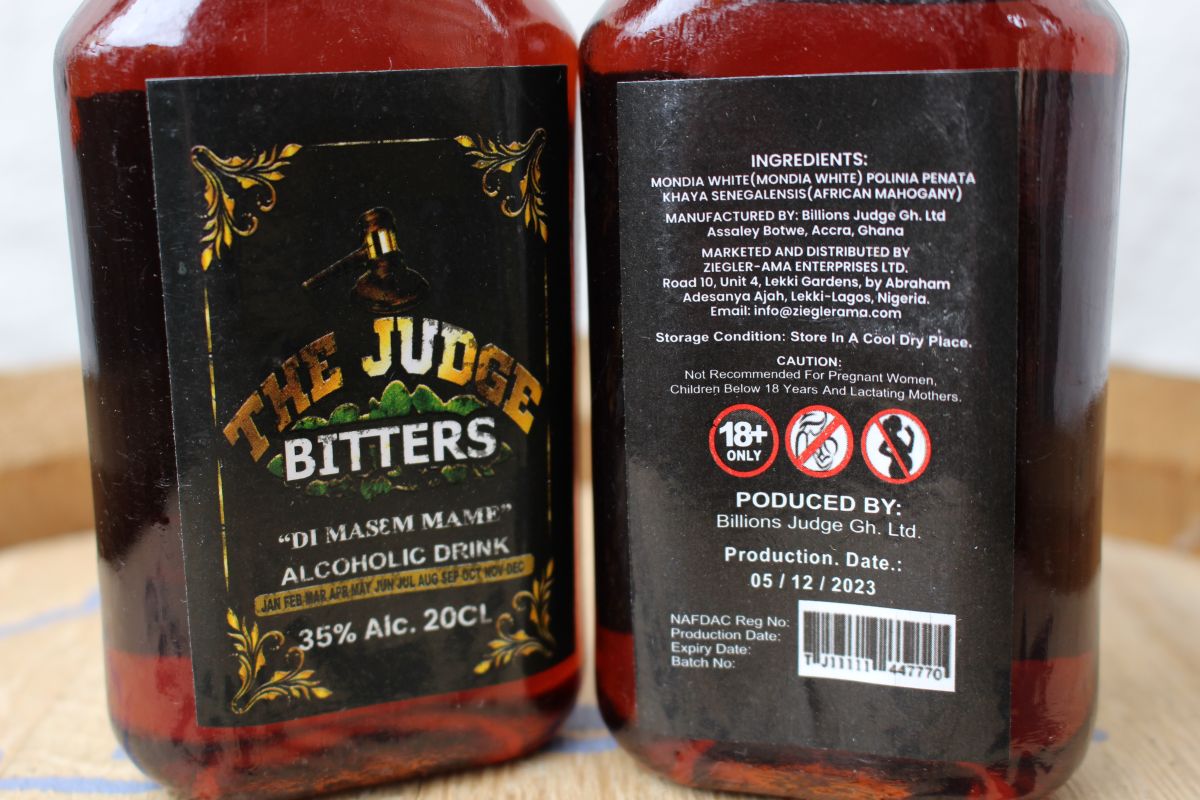 THE JUDGE
BITTERS
"DI MASƐM MAME"
ALCOHOLIC DRINK
JAN FEB MAR APR MAY JUN JUL AUG SEP OCT NOV DEC
35% Alc. 20CL
INGREDIENTS:
MONDIA WHITE(MONDIA WHITE) POLINIA PENATA
KHAYA SENEGALENSIS(AFRICAN MAHOGANY)
MANUFACTURED BY: Billions Judge Gh. Ltd
Assaley Botwe, Accra, Ghana
MARKETED AND DISTRIBUTED BY
ZIEGLER-AMA ENTERPRISES LTD.
Road 10, Unit 4, Lekki Gardens, by Abraham
Adesanya Ajah, Lekki-Lagos, Nigeria.
Email: info@zieglerama.com
Storage Condition: Store In A Cool Dry Place.
CAUTION:
Not Recommended For Pregnant Women,
Children Below 18 Years And Lactating Mothers.
18+
ONLY
PODUCED BY:
Billions Judge Gh. Ltd.
Production. Date.:
05 / 12 / 2023
NAFDAC Reg No:
Production Date:
Expiry Date:
Batch No:
T J11111 447770